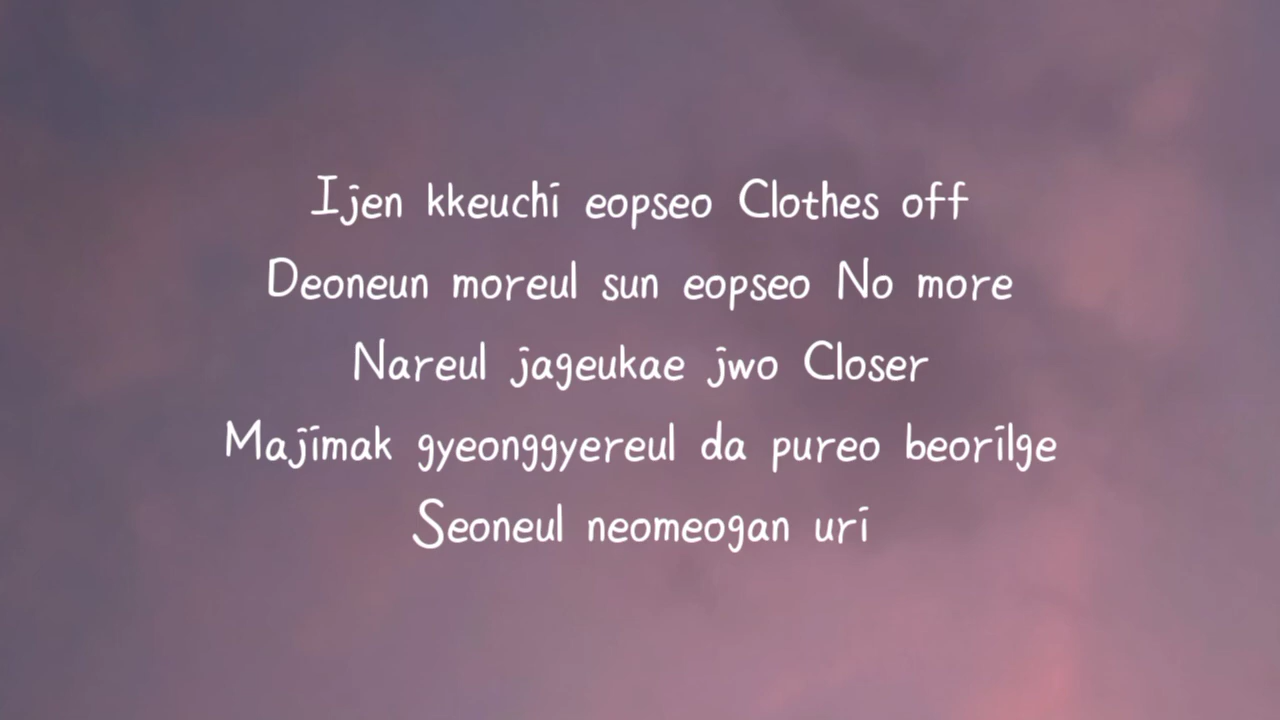 Ijen kkeuchi eopseo Clothes off
Deoneun moreul sun eopseo No more
Nareul jageukae jwo Closer
Majimak gyeonggyereul da pureo beorilge
Seoneul neomeogan uri